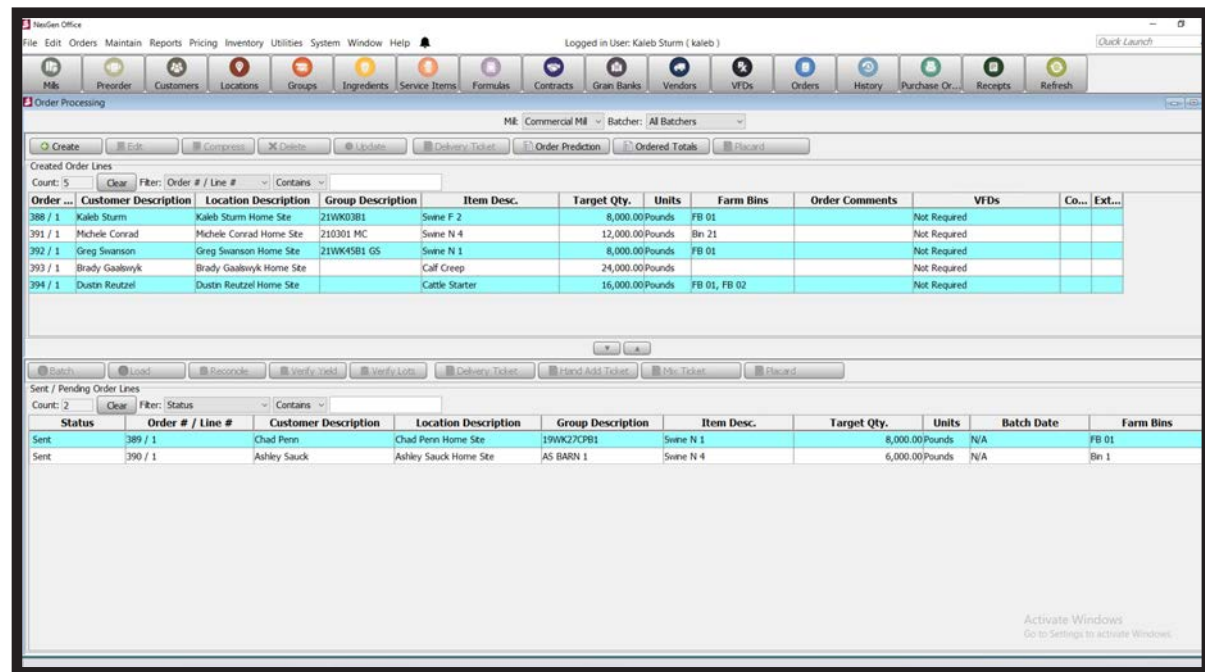 NexGen Office
File Edit Orders Maintain Reports Pricing Inventory Utilities System Window Help Logged in User: Kaleb Sturm ( kaleb ) Quick Launch
Mills Preorder Customers Locations Groups Ingredients Service Items Formulas Contracts Grain Banks Vendors VFDs Orders History Purchase Or... Receipts Refresh
Order Processing
Mill: Commercial Mill Batcher: All Batchers
Create Edit Compress Delete Update Delivery Ticket Order Prediction Ordered Totals Placard
Created Order Lines
Count: 5 Clear Filter: Order # / Line # Contains
Order ... Customer Description Location Description Group Description Item Desc. Target Qty. Units Farm Bins Order Comments VFDs Co... Ext...
388 / 1 Kaleb Sturm Kaleb Sturm Home Site 21WK03B1 Swine F 2 8,000.00 Pounds FB 01 Not Required
391 / 1 Michele Conrad Michele Conrad Home Site 210301 MC Swine N 4 12,000.00 Pounds Bin 21 Not Required
392 / 1 Greg Swanson Greg Swanson Home Site 21WK45B1 GS Swine N 1 8,000.00 Pounds FB 01 Not Required
393 / 1 Brady Gaalswyk Brady Gaalswyk Home Site Calf Creep 24,000.00 Pounds Not Required
394 / 1 Dustin Reutzel Dustin Reutzel Home Site Cattle Starter 16,000.00 Pounds FB 01, FB 02 Not Required
Batch Load Reconcile Verify Yield Verify Lots Delivery Ticket Hand Add Ticket Mix Ticket Placard
Sent / Pending Order Lines
Count: 2 Clear Filter: Status Contains
Status Order # / Line # Customer Description Location Description Group Description Item Desc. Target Qty. Units Batch Date Farm Bins
Sent 389 / 1 Chad Penn Chad Penn Home Site 19WK27CPB1 Swine N 1 8,000.00 Pounds N/A FB 01
Sent 390 / 1 Ashley Sauck Ashley Sauck Home Site AS BARN 1 Swine N 4 6,000.00 Pounds N/A Bin 1
Activate Windows
Go to Settings to activate Windows.